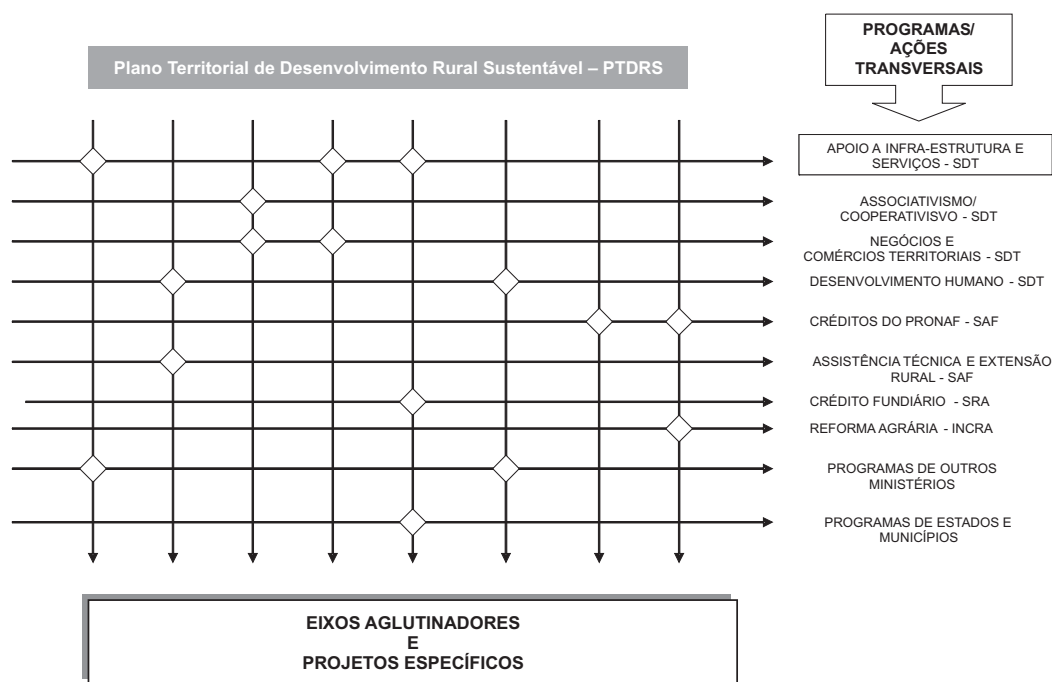 Plano Territorial de Desenvolvimento Rural Sustentável – PTDRS
PROGRAMAS/
AÇÕES
TRANSVERSAIS
APOIO A INFRA-ESTRUTURA E
SERVIÇOS - SDT
ASSOCIATIVISMO/
COOPERATIVISVO - SDT
NEGÓCIOS E
COMÉRCIOS TERRITORIAIS - SDT
DESENVOLVIMENTO HUMANO - SDT
CRÉDITOS DO PRONAF - SAF
ASSISTÊNCIA TÉCNICA E EXTENSÃO
RURAL - SAF
CRÉDITO FUNDIÁRIO - SRA
REFORMA AGRÁRIA - INCRA
PROGRAMAS DE OUTROS
MINISTÉRIOS
PROGRAMAS DE ESTADOS E
MUNICÍPIOS
EIXOS AGLUTINADORES
E
PROJETOS ESPECÍFICOS